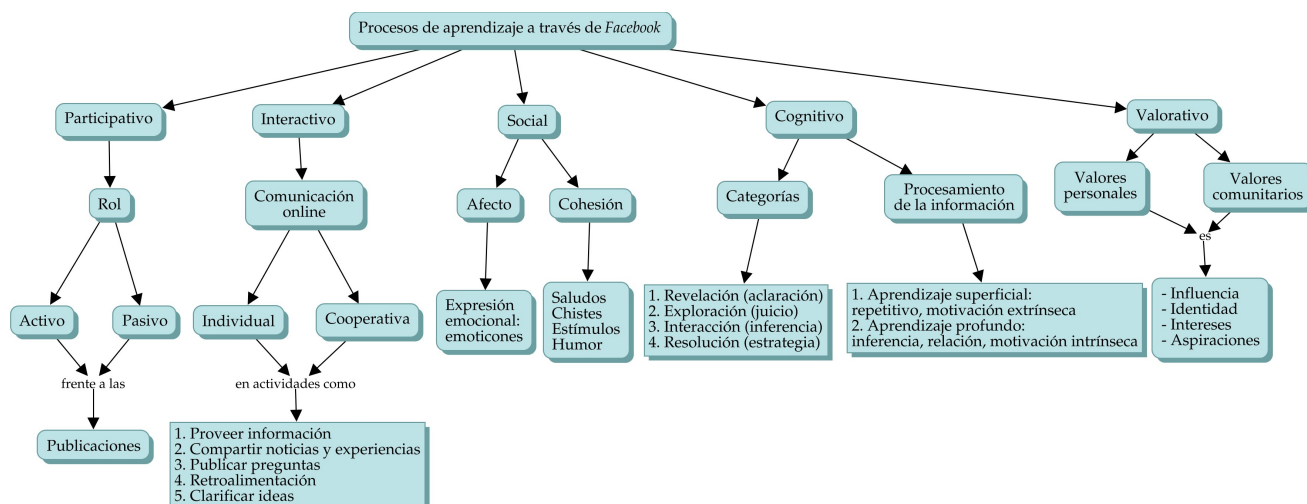 Procesos de aprendizaje a través de Facebook
Participativo
Interactivo
Social
Cognitivo
Valorativo
Rol
Comunicación
online
Afecto
Cohesión
Categorías
Procesamiento
de la información
Valores
personales
Valores
comunitarios
es
Activo
Pasivo
Individual
Cooperativa
Expresión
emocional:
emoticones
Saludos
Chistes
Estímulos
Humor
1. Revelación (aclaración)
2. Exploración (juicio)
3. Interacción (inferencia)
4. Resolución (estrategia)
1. Aprendizaje superficial:
repetitivo, motivación extrínseca
2. Aprendizaje profundo:
inferencia, relación, motivación intrínseca
- Influencia
- Identidad
- Intereses
- Aspiraciones
frente a las
en actividades como
Publicaciones
1. Proveer información
2. Compartir noticias y experiencias
3. Publicar preguntas
4. Retroalimentación
5. Clarificar ideas